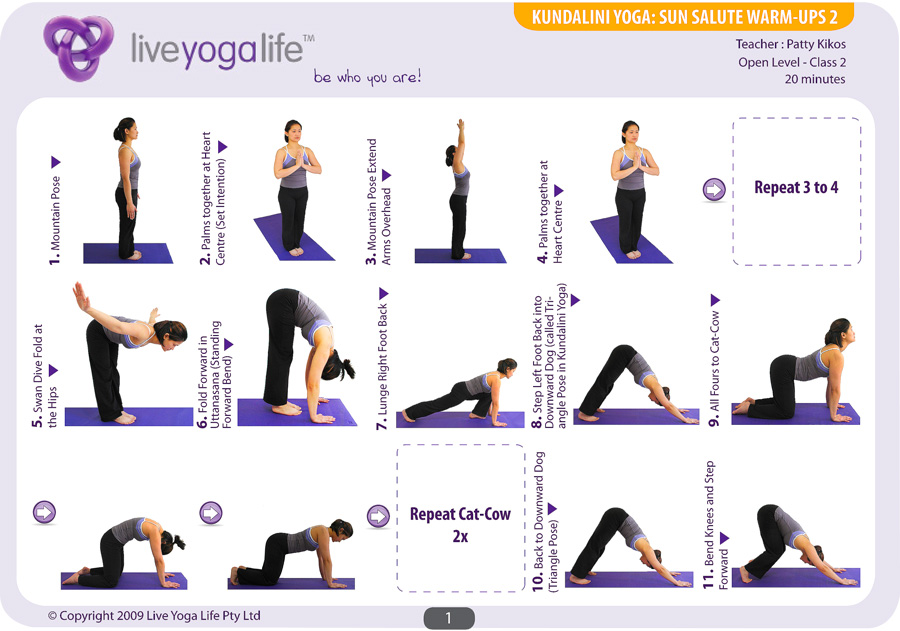 KUNDALINI YOGA: SUN SALUTE WARM-UPS 2
liveyogalife™
be who you are!
Teacher : Patty Kikos
Open Level - Class 2
20 minutes
1. Mountain Pose
2. Palms together at Heart
Centre (Set Intention)
3. Mountain Pose Extend
Arms Overhead
4. Palms together at
Heart Centre
Repeat 3 to 4
5. Swan Dive Fold at
the Hips
6. Fold Forward in
Uttanasana (Standing
Forward Bend)
7. Lunge Right Foot Back
8. Step Left Foot Back into
Downward Dog (called Tri-
angle Pose in Kundalini Yoga)
9. All Fours to Cat-Cow
Repeat Cat-Cow
2x
10. Back to Downward Dog
(Triangle Pose)
11. Bend Knees and Step
Forward
© Copyright 2009 Live Yoga Life Pty Ltd
1